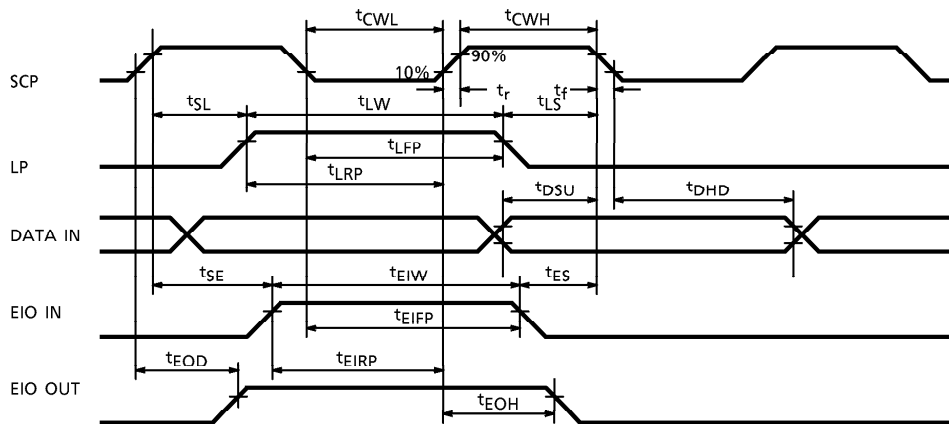 tCWL tCWH
SCP 10% 90%
tr tf
tSL tLW tLS
LP tLFP
tLRP
tDSU tDHD
DATA IN
tSE tEIW tES
EIO IN tEIFP
tEOD tEIRP
EIO OUT tEOH